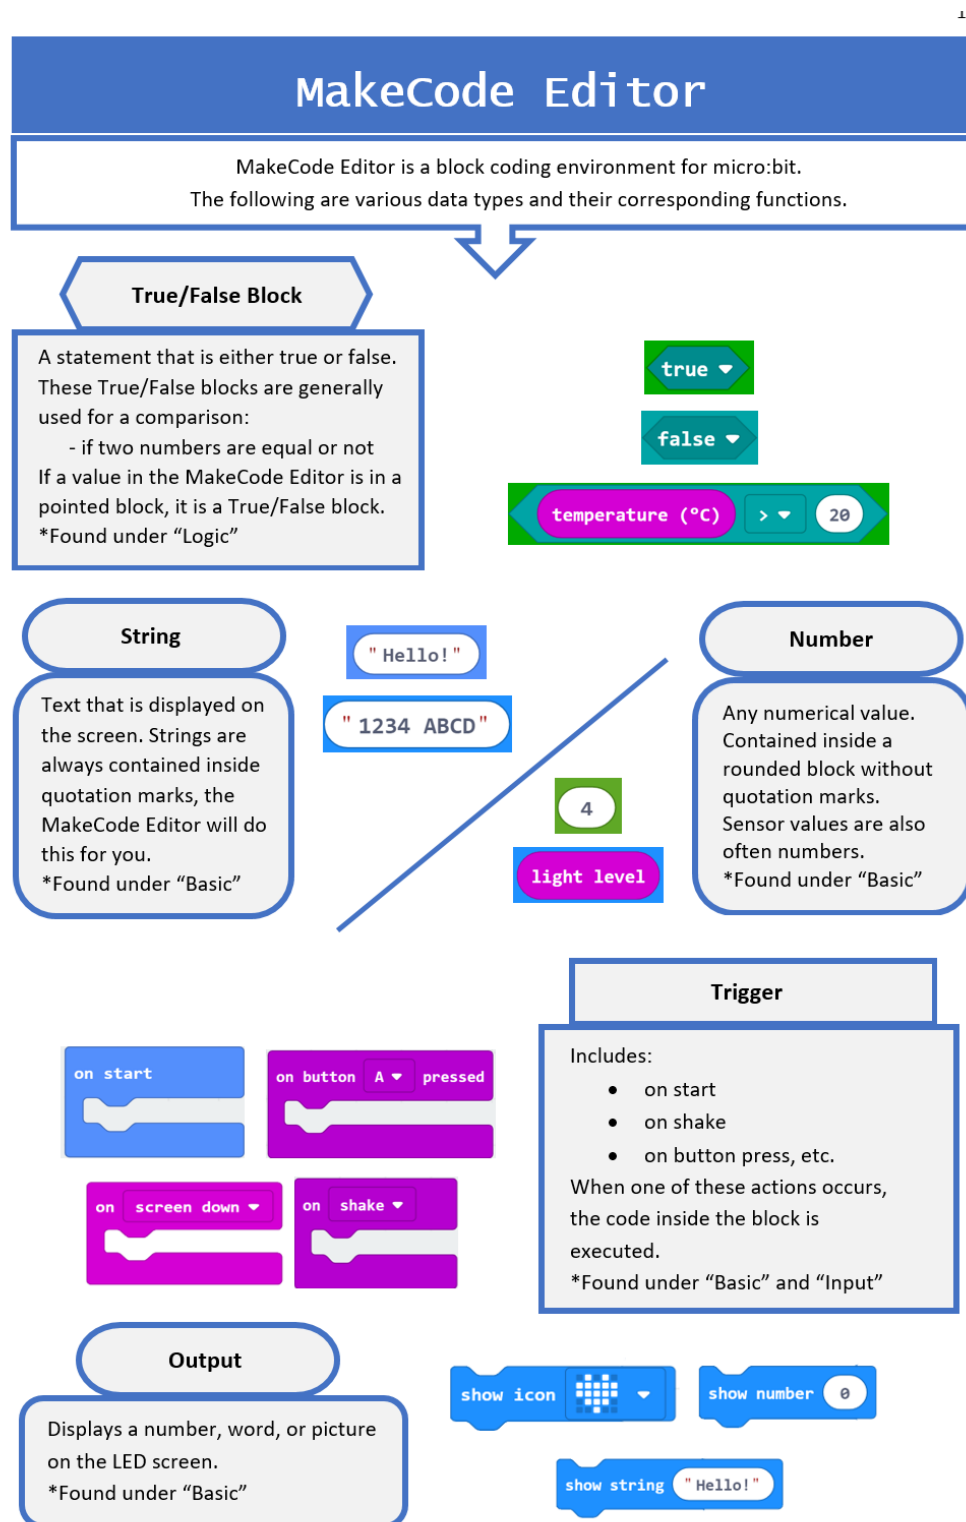 MakeCode Editor
MakeCode Editor is a block coding environment for micro:bit.
The following are various data types and their corresponding functions.
True/False Block
A statement that is either true or false.
These True/False blocks are generally
used for a comparison:
- if two numbers are equal or not
If a value in the MakeCode Editor is in a
pointed block, it is a True/False block.
*Found under “Logic”
true
false
temperature (°C) > 20
String
Text that is displayed on
the screen. Strings are
always contained inside
quotation marks, the
MakeCode Editor will do
this for you.
*Found under “Basic”
"Hello!"
"1234 ABCD"
Number
Any numerical value.
Contained inside a
rounded block without
quotation marks.
Sensor values are also
often numbers.
*Found under “Basic”
4
light level
Trigger
Includes:
• on start
• on shake
• on button press, etc.
When one of these actions occurs,
the code inside the block is
executed.
*Found under “Basic” and “Input”
on start
on button A pressed
on screen down
on shake
Output
Displays a number, word, or picture
on the LED screen.
*Found under “Basic”
show icon
show number 0
show string "Hello!"